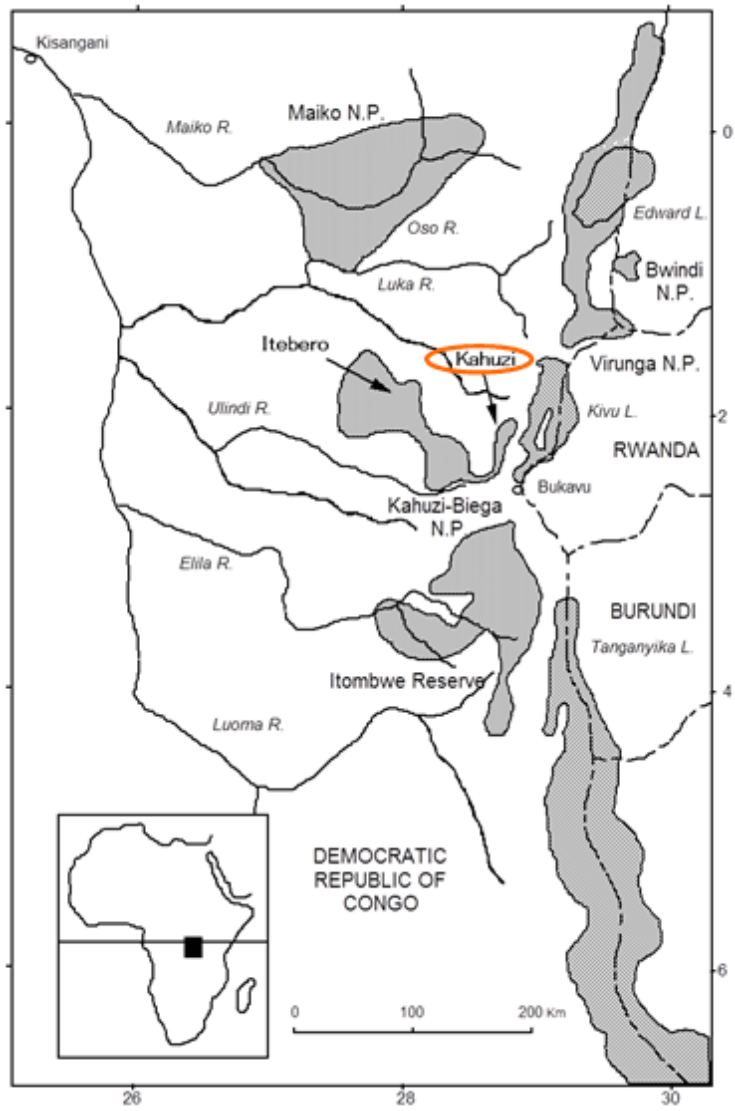 Kisangani
Maiko R.
Maiko N.P.
0
Edward L.
Oso R.
Bwindi
N.P.
Luka R.
Itebero
Kahuzi
Virunga N.P.
Ulindi R.
Kivu L.
2
RWANDA
Bukavu
Kahuzi-Biega
N.P
Elila R.
BURUNDI
Tanganyika L.
Itombwe Reserve
4
Luoma R.
DEMOCRATIC
REPUBLIC OF
CONGO
6
0 100 200 Km
26 28 30